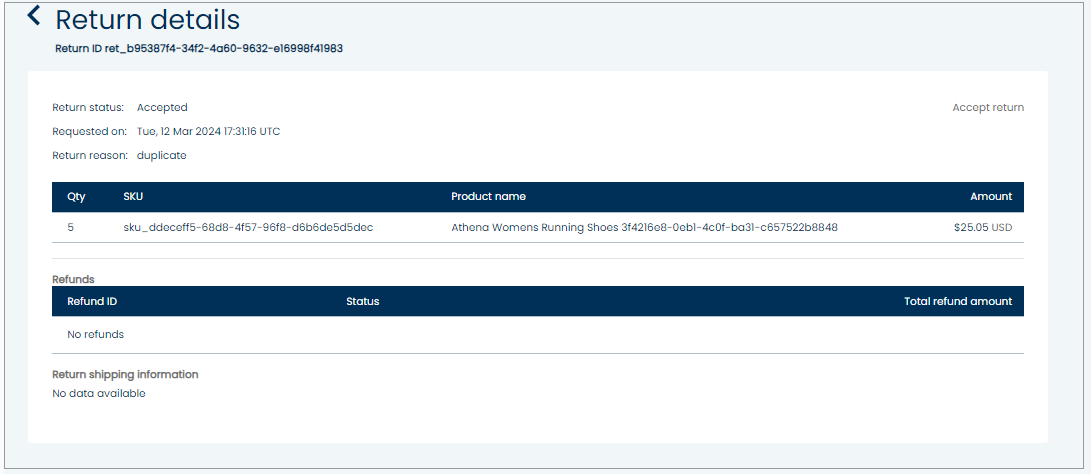 Return details
Return ID ret_b95387f4-34f2-4a60-9632-e16998f41983
Return status: Accepted Accept return
Requested on: Tue, 12 Mar 2024 17:31:16 UTC
Return reason: duplicate
Qty SKU Product name Amount
5 sku_ddeceff5-68d8-4f57-96f8-d6b6de5d5dec Athena Womens Running Shoes 3f4216e8-0eb1-4c0f-ba31-c657522b8848 $25.05 USD
Refunds
Refund ID Status Total refund amount
No refunds
Return shipping information
No data available